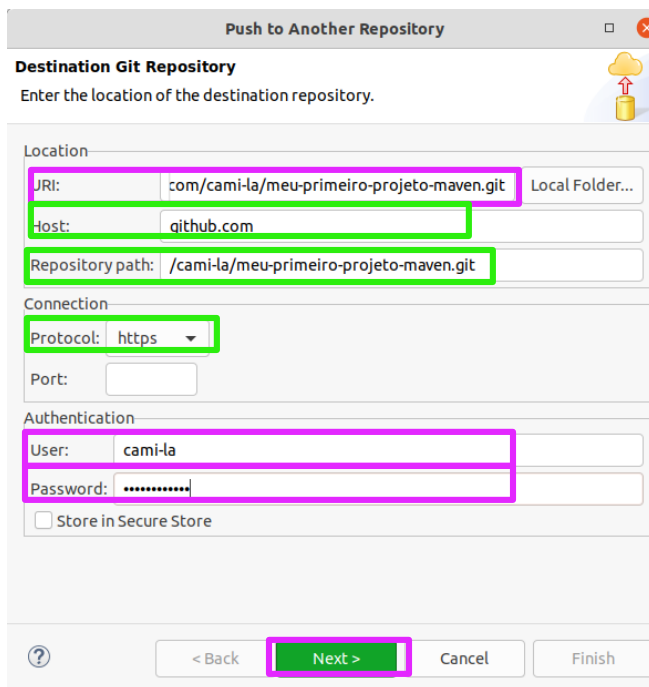 Push to Another Repository
Destination Git Repository
Enter the location of the destination repository.
Location
URI: com/cami-la/meu-primeiro-projeto-maven.git Local Folder...
Host: github.com
Repository path: /cami-la/meu-primeiro-projeto-maven.git
Connection
Protocol: https
Port:
Authentication
User: cami-la
Password: ••••••••••••
Store in Secure Store
? < Back Next > Cancel Finish